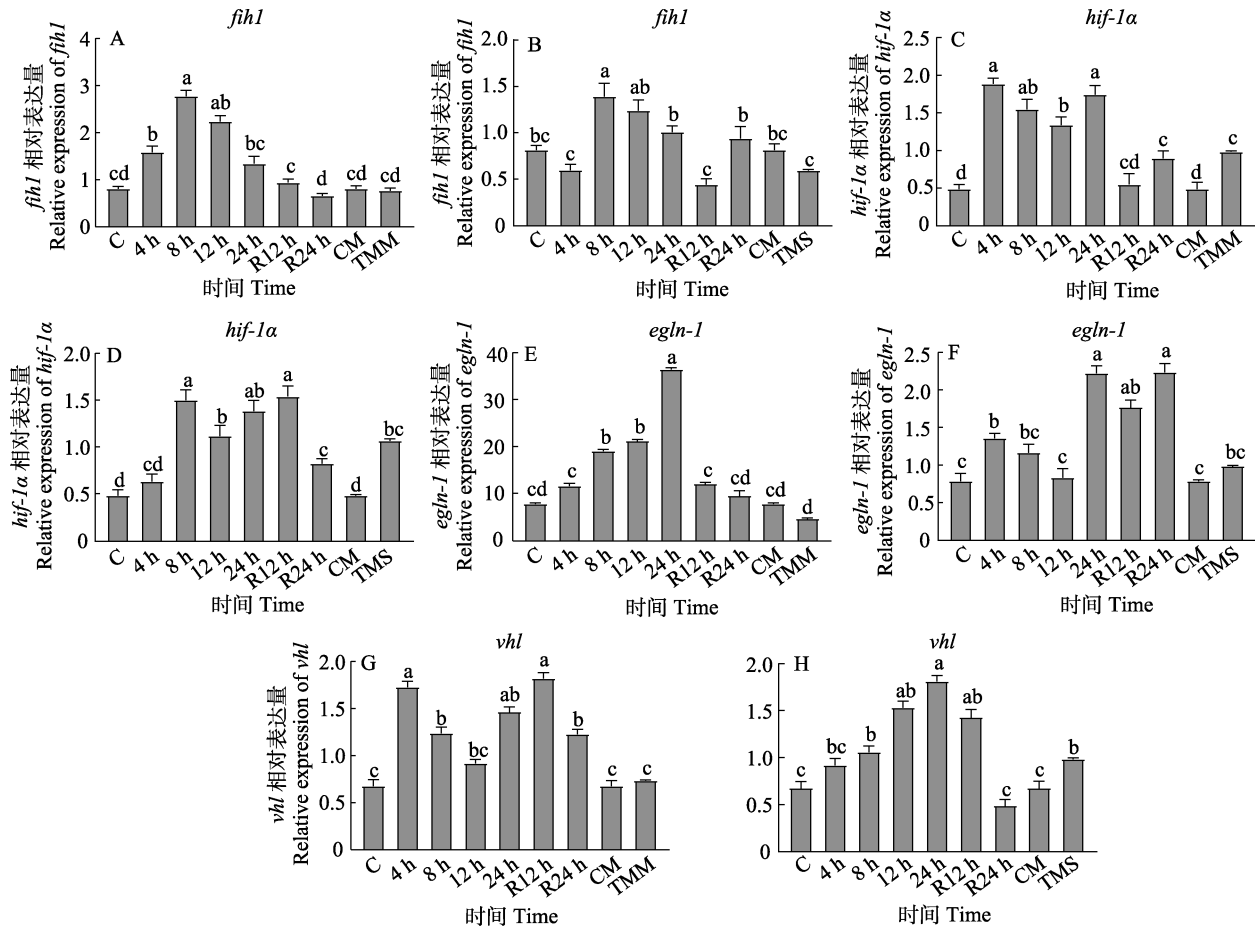 fih1
A
a
ab
b
bc
c
cd
cd
cd
d
4
3
2
1
0
fih1 相对表达量
Relative expression of fih1
C
4 h
8 h
12 h
24 h
R12 h
R24 h
CM
TMM
时间 Time
fih1
B
a
ab
b
b
bc
bc
c
c
c
2.0
1.5
1.0
0.5
0
fih1 相对表达量
Relative expression of fih1
C
4 h
8 h
12 h
24 h
R12 h
R24 h
CM
TMS
时间 Time
hif-1α
C
a
ab
b
a
d
cd
c
d
c
2.5
2.0
1.5
1.0
0.5
0
hif-1α 相对表达量
Relative expression of hif-1α
C
4 h
8 h
12 h
24 h
R12 h
R24 h
CM
TMM
时间 Time
hif-1α
D
d
cd
a
b
ab
a
c
d
bc
2.0
1.5
1.0
0.5
0
hif-1α 相对表达量
Relative expression of hif-1α
C
4 h
8 h
12 h
24 h
R12 h
R24 h
CM
TMS
时间 Time
egln-1
E
cd
c
b
b
a
c
cd
cd
d
40
30
20
10
0
egln-1 相对表达量
Relative expression of egln-1
C
4 h
8 h
12 h
24 h
R12 h
R24 h
CM
TMM
时间 Time
egln-1
F
c
b
bc
c
a
ab
a
c
bc
2.5
2.0
1.5
1.0
0.5
0
egln-1 相对表达量
Relative expression of egln-1
C
4 h
8 h
12 h
24 h
R12 h
R24 h
CM
TMS
时间 Time
vhl
G
c
a
b
bc
ab
a
b
c
c
2.0
1.5
1.0
0.5
0
vhl 相对表达量
Relative expression of vhl
C
4 h
8 h
12 h
24 h
R12 h
R24 h
CM
TMM
时间 Time
vhl
H
c
bc
b
ab
a
ab
c
c
b
2.0
1.5
1.0
0.5
0
C
4 h
8 h
12 h
24 h
R12 h
R24 h
CM
TMS
时间 Time